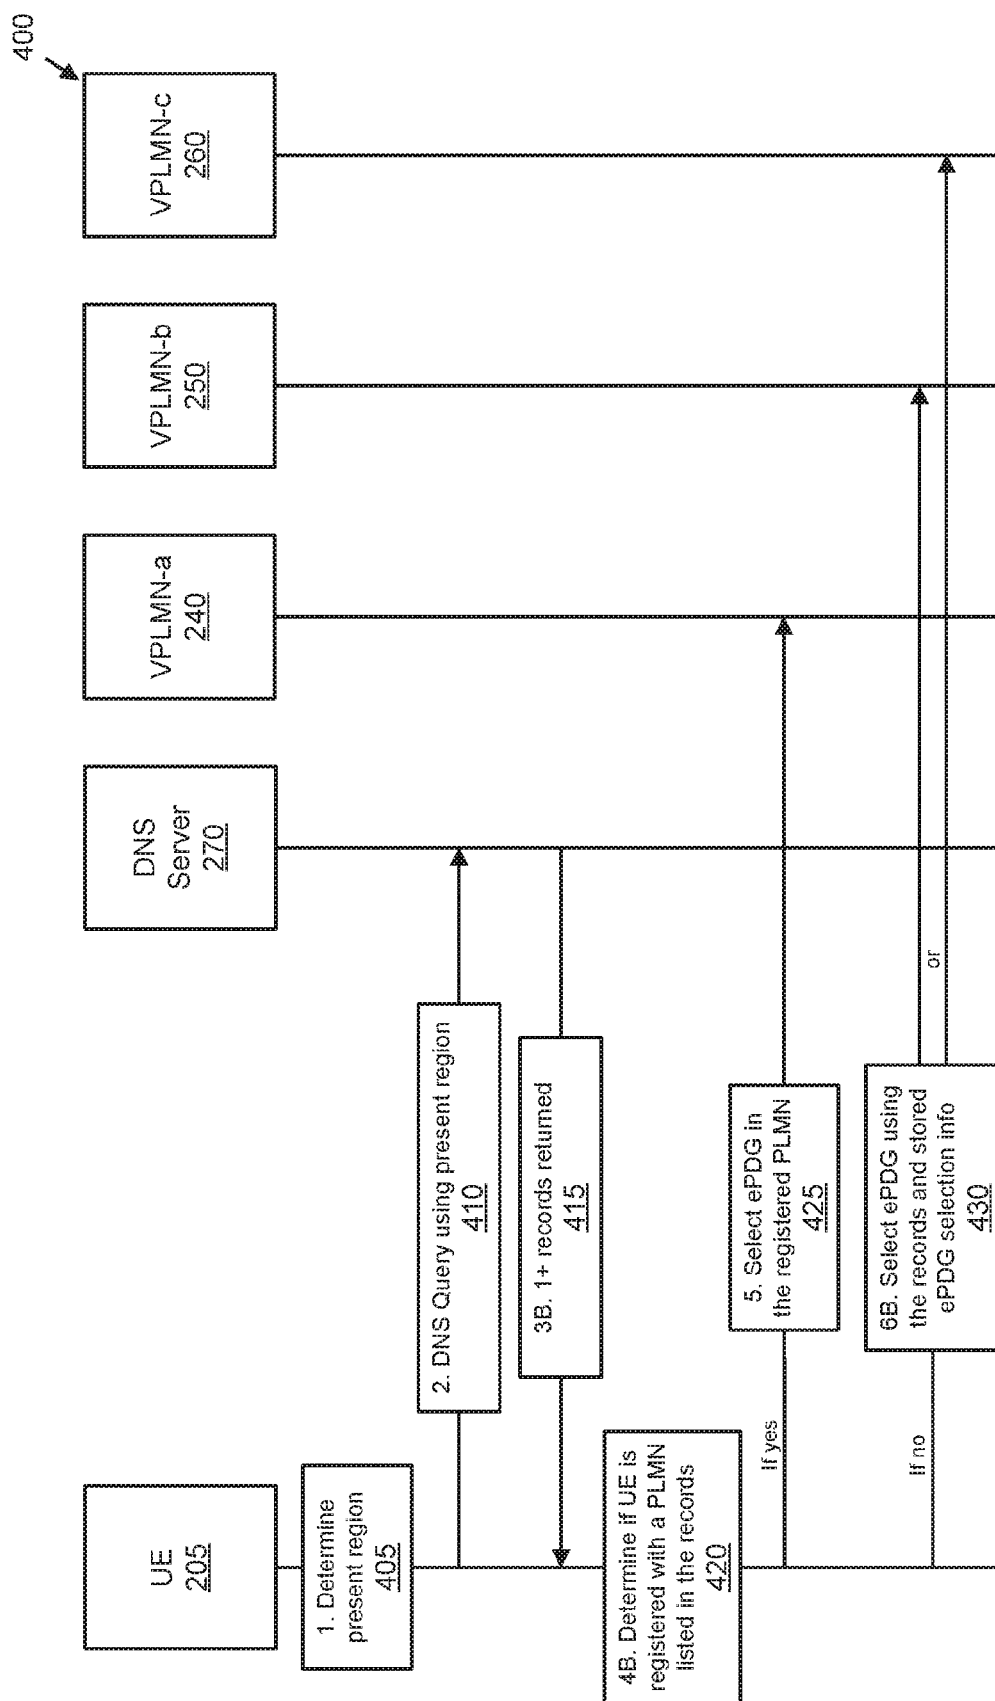 400
UE
205
DNS
Server
270
VPLMN-a
240
VPLMN-b
250
VPLMN-c
260
1. Determine
present region
405
2. DNS Query using present region
410
3B. 1+ records returned
415
4B. Determine if UE is
registered with a PLMN
listed in the records
420
If yes
5. Select ePDG in
the registered PLMN
425
If no
6B. Select ePDG using
the records and stored
ePDG selection info
430
or